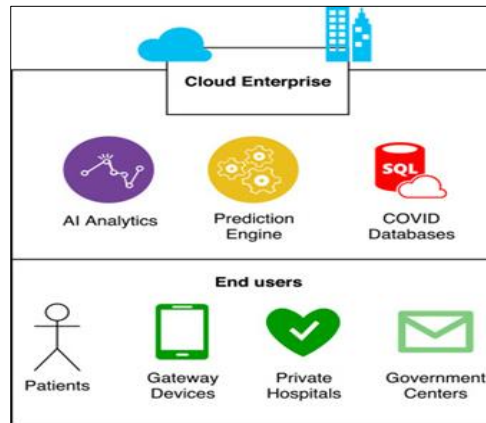 Cloud Enterprise
SQL
AI Analytics
Prediction
Engine
COVID
Databases
End users
Patients
Gateway
Devices
Private
Hospitals
Government
Centers